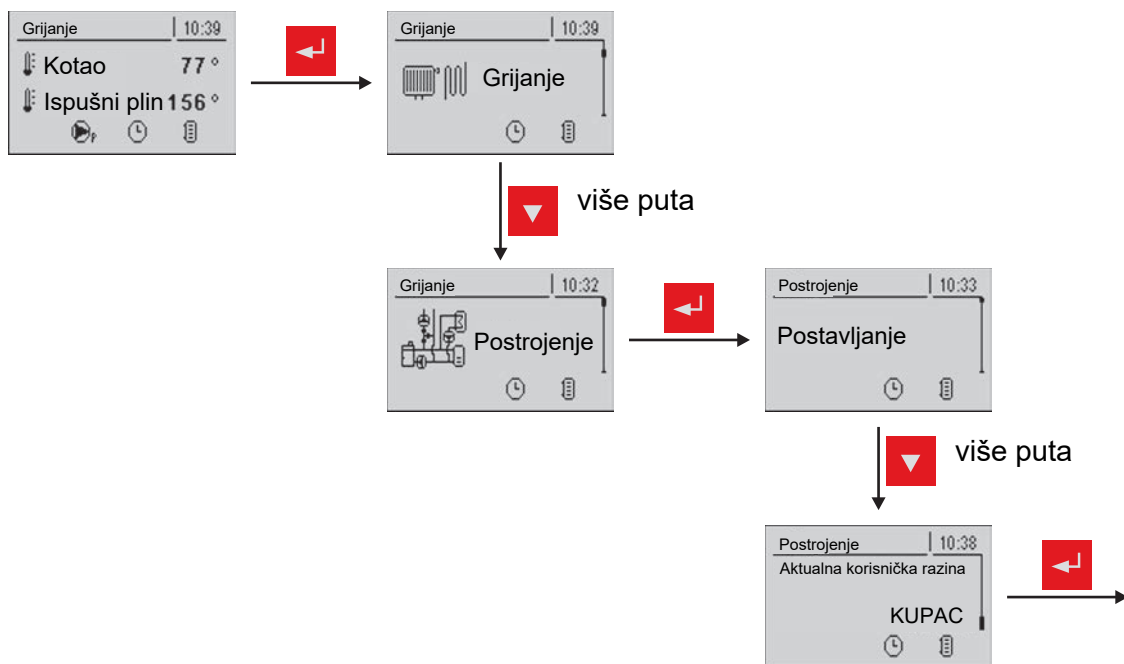 Grijanje 10:39
Kotao 77 °
Ispušni plin 156 °
P
Grijanje 10:39
Grijanje
više puta
Grijanje 10:32
Postrojenje
Postrojenje 10:33
Postavljanje
više puta
Postrojenje 10:38
Aktualna korisnička razina
KUPAC